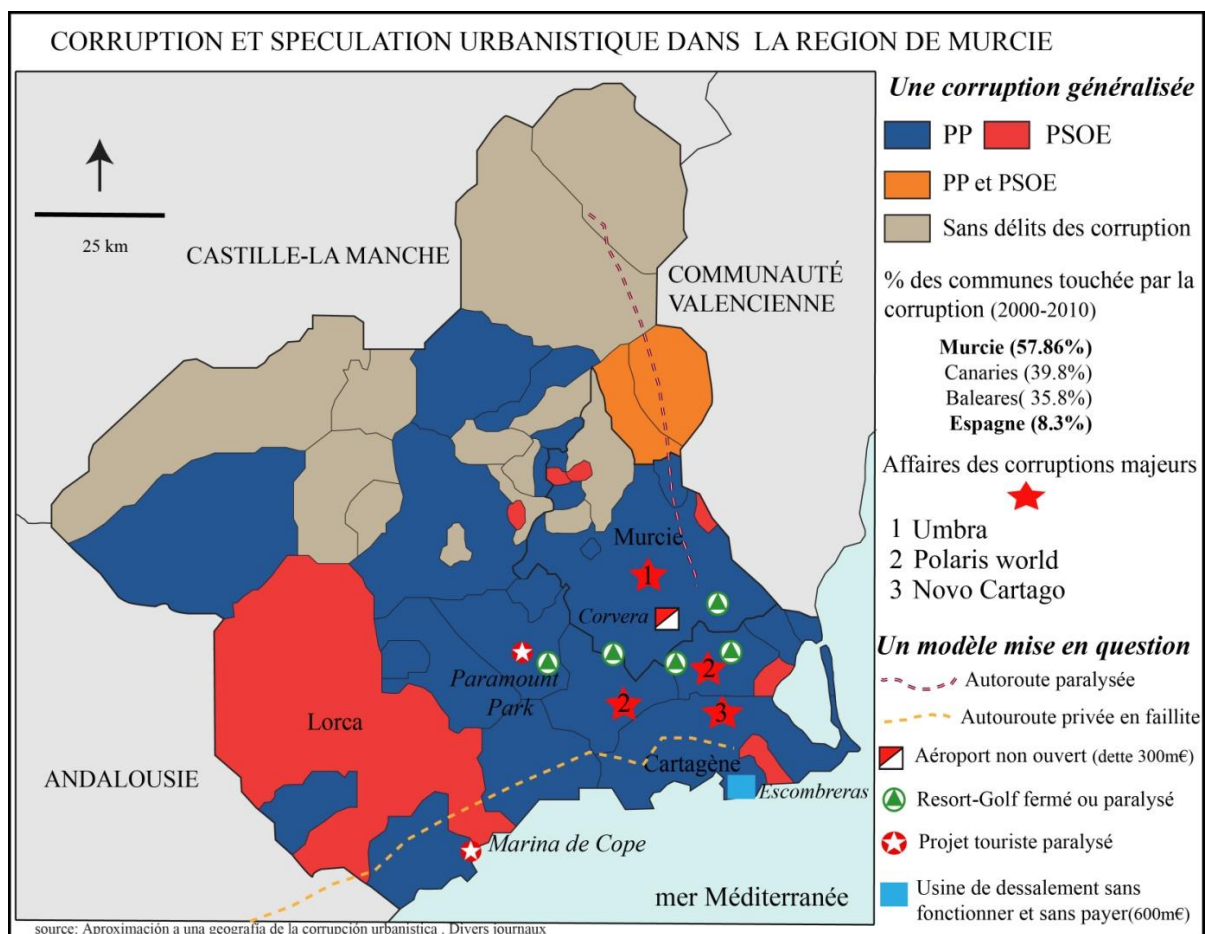 CORRUPTION ET SPECULATION URBANISTIQUE DANS LA REGION DE MURCIE
25 km
CASTILLE-LA MANCHE
COMMUNAUTÉ
VALENCIENNE
Murcie
1
Corvera
Paramount
Park
2
2
3
Lorca
Cartagène
ANDALOUSIE
Escombreras
Marina de Cope
mer Méditerranée
source: Aproximación a una geografia de la corrupción urbanistica . Divers journaux
Une corruption généralisée
PP PSOE
PP et PSOE
Sans délits des corruption
% des communes touchée par la
corruption (2000-2010)
Murcie (57.86%)
Canaries (39.8%)
Baleares( 35.8%)
Espagne (8.3%)
Affaires des corruptions majeurs
1 Umbra
2 Polaris world
3 Novo Cartago
Un modèle mise en question
Autoroute paralysée
Autouroute privée en faillite
Aéroport non ouvert (dette 300m€)
Resort-Golf fermé ou paralysé
Projet touriste paralysé
Usine de dessalement sans
fonctionner et sans payer(600m€)